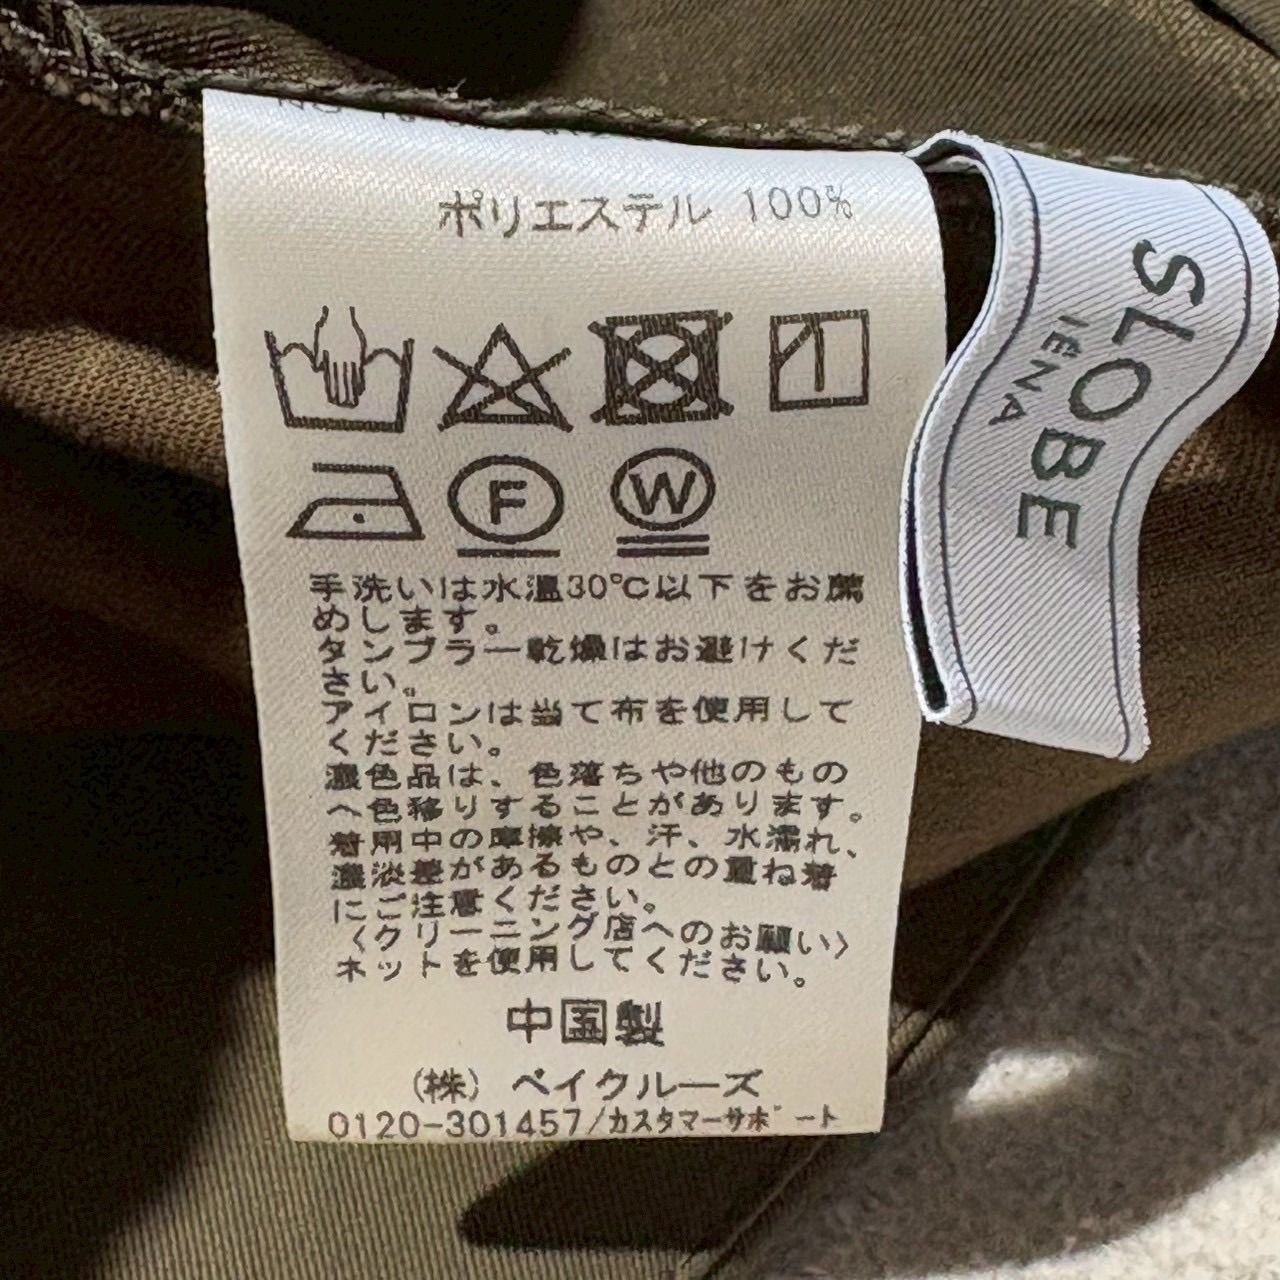 ポリエステル 100%
F
W
手洗いは水温30℃以下をお薦
めします。
タンブラー乾燥はお避けくだ
さい。
アイロンは当て布を使用して
ください。
濃色品は、色落ちや他のもの
へ色移りすることがあります。
着用中の摩擦や、汗、水濡れ、
濃淡差があるものとの重ね着
にご注意ください。
〈クリーニング店へのお願い〉
ネットを使用してください。
中国製
(株) ベイクルーズ
0120-301457/カスタマーサポート
SLOBE
IENA